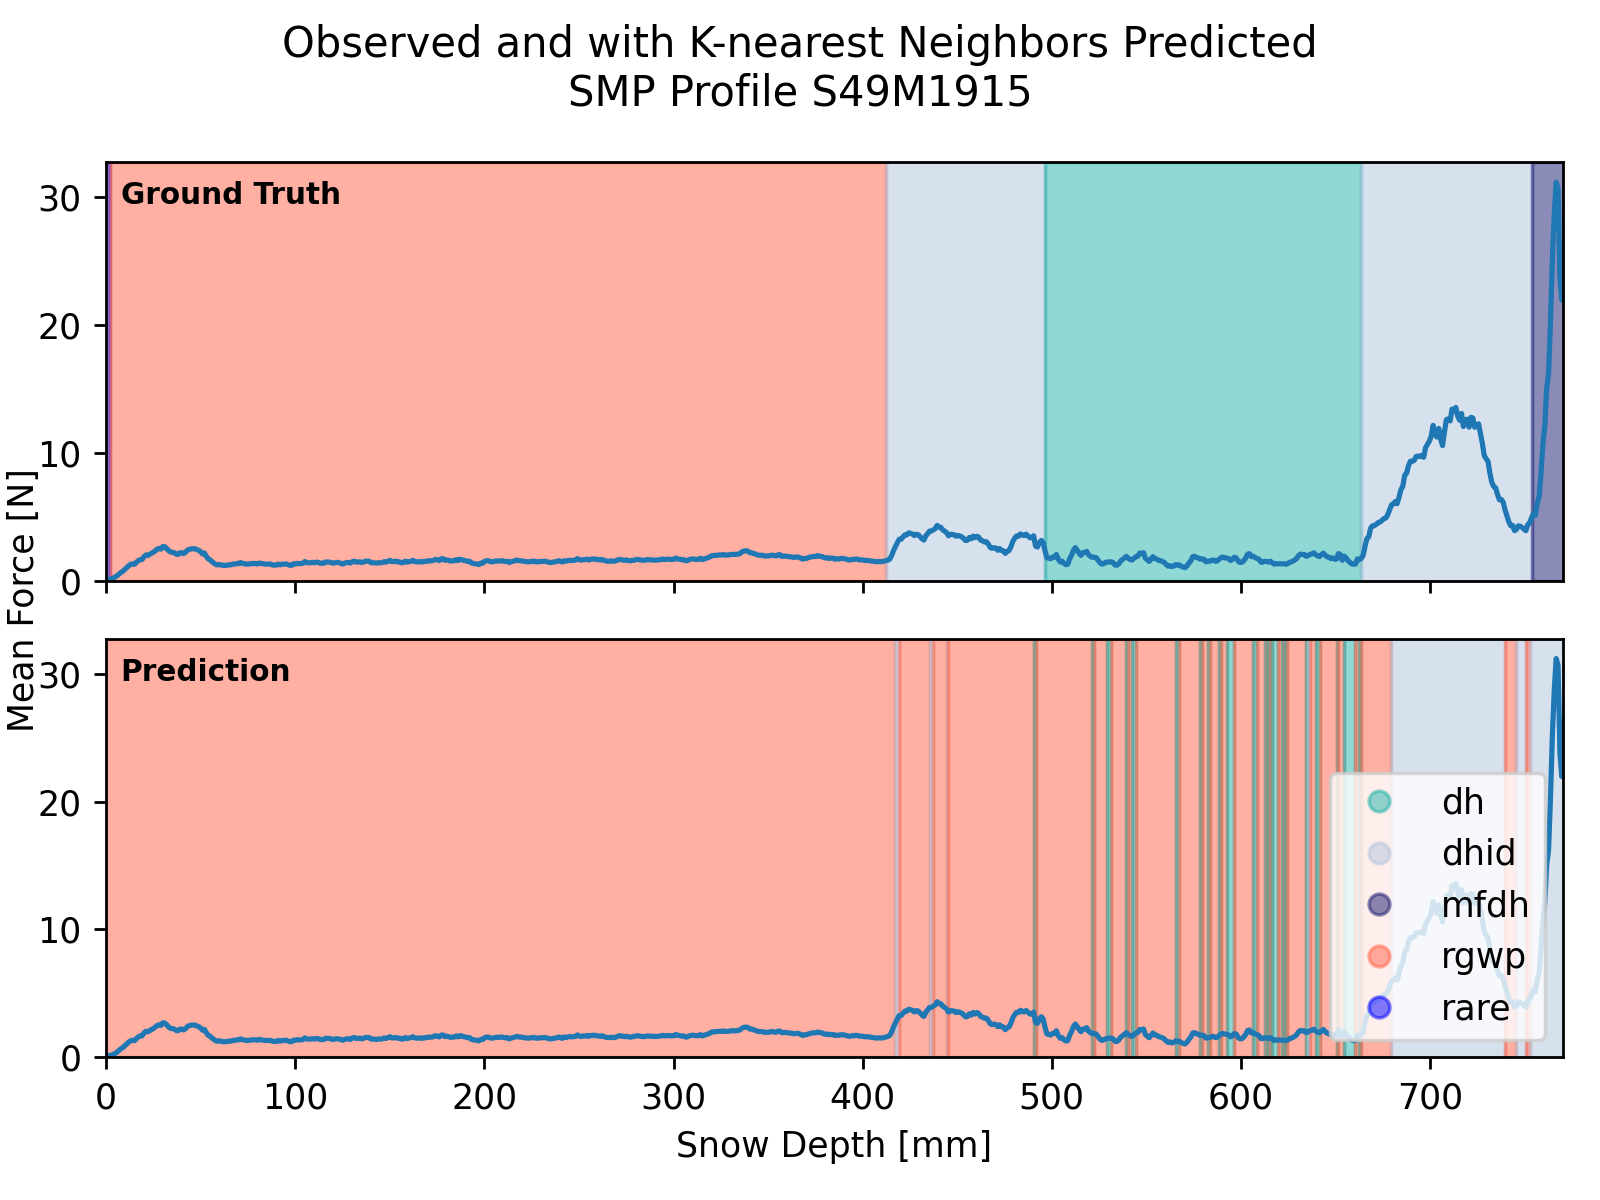 Observed and with K-nearest Neighbors Predicted
SMP Profile S49M1915
Mean Force [N]
Ground Truth
30
20
10
0
Prediction
30
20
10
0
dh
dhid
mfdh
rgwp
rare
0 100 200 300 400 500 600 700
Snow Depth [mm]